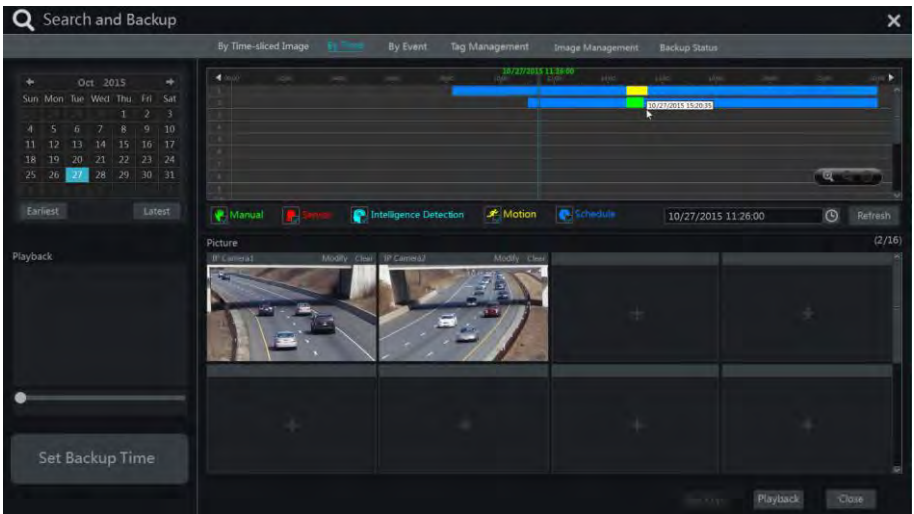 Search and Backup
By Time-sliced Image By Time By Event Tag Management Image Management Backup Status
Oct 2015
Sun Mon Tue Wed Thu Fri Sat
1 2 3
4 5 6 7 8 9 10
11 12 13 14 15 16 17
18 19 20 21 22 23 24
25 26 27 28 29 30 31
Earliest Latest
10/27/2015 11:36:00
10/27/2015 15:20:35
Manual Sensor Intelligence Detection Motion Schedule 10/27/2015 11:26:00 Refresh
Picture (2/16)
IP Camera1 Modify Clear IP Camera2 Modify Clear
Playback
Set Backup Time
Playback Close